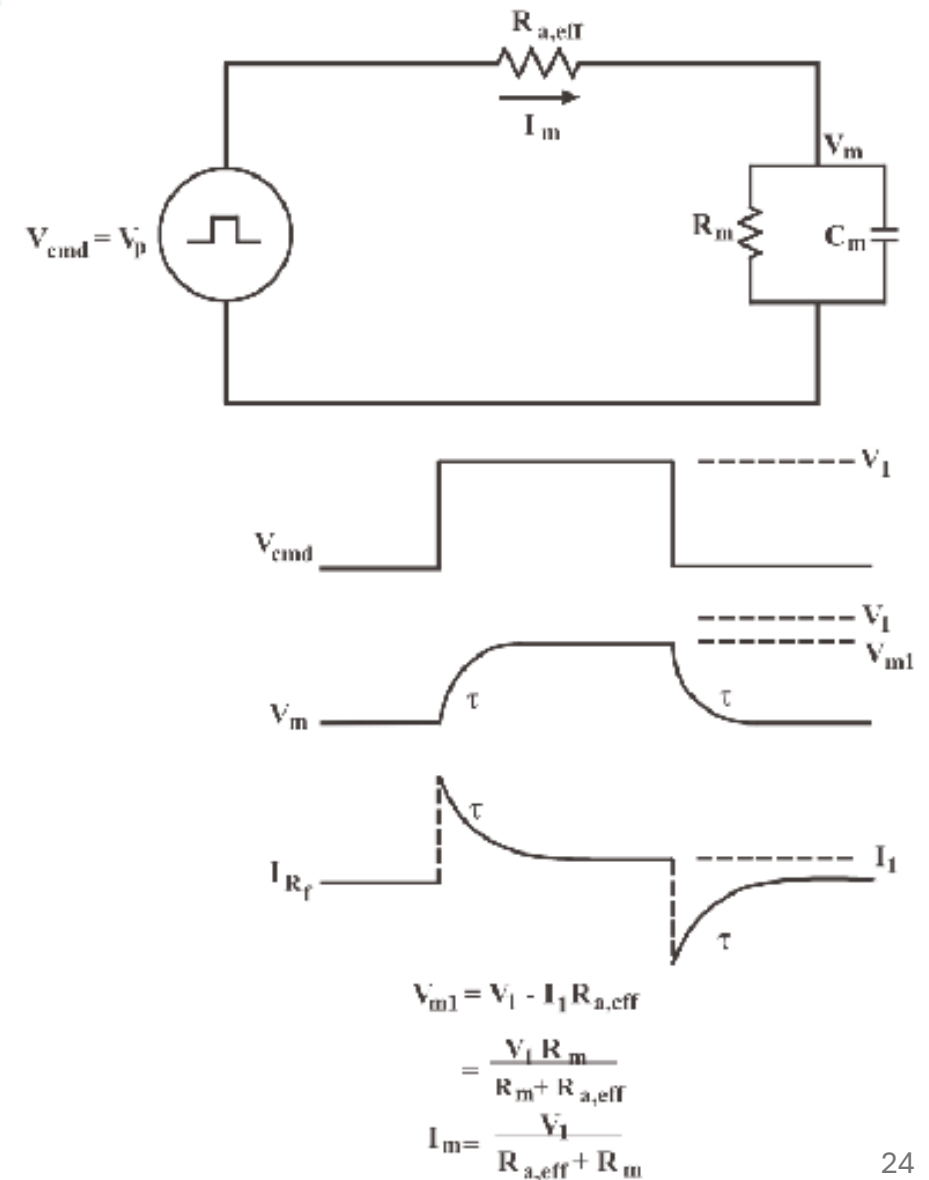 R a,eff
I m
V m
V cmd = V p
R m
C m
V 1
V cmd
V 1
V m1
τ
τ
V m
τ
I 1
I R f
τ
V m1 = V 1 - I 1 R a,eff
= V 1 R m / R m + R a,eff
I m = V 1 / R a,eff + R m
24